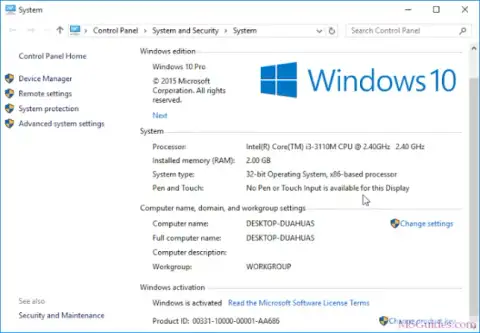 System
Control Panel > System and Security > System
Search Control Panel
Control Panel Home
Device Manager
Remote settings
System protection
Advanced system settings
Windows edition
Windows 10 Pro
© 2015 Microsoft
Corporation. All rights
reserved.
Next
Windows 10
System
Processor: Intel(R) Core(TM) i3-3110M CPU @ 2.40GHz 2.40 GHz
Installed memory (RAM): 2.00 GB
System type: 32-bit Operating System, x86-based processor
Pen and Touch: No Pen or Touch Input is available for this Display
Computer name, domain, and workgroup settings
Computer name: DESKTOP-DUAHUAS
Change settings
Full computer name: DESKTOP-DUAHUAS
Computer description:
Workgroup: WORKGROUP
Windows activation
Windows is activated Read the Microsoft Software License Terms
Product ID: 00331-10000-00001-AA686
Change product key
See also
Security and Maintenance
MSGuides.com